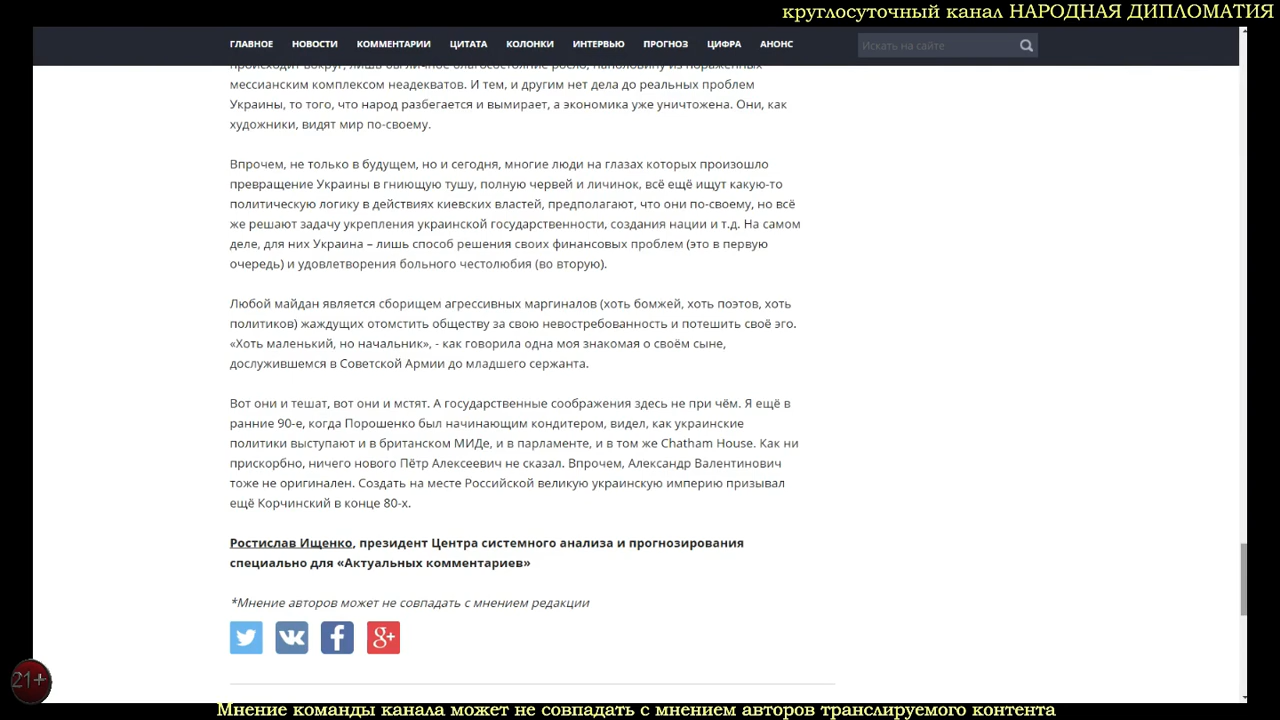 круглосуточный канал НАРОДНАЯ ДИПЛОМАТИЯ
ГЛАВНОЕ НОВОСТИ КОММЕНТАРИИ ЦИТАТА КОЛОНКИ ИНТЕРВЬЮ ПРОГНОЗ ЦИФРА АНОНС Искать на сайте
происходит вокруг, лишь бы личное благосостояние росло, наполовину из поражённых
мессианским комплексом неадекватов. И тем, и другим нет дела до реальных проблем
Украины, то того, что народ разбегается и вымирает, а экономика уже уничтожена. Они, как
художники, видят мир по-своему.
Впрочем, не только в будущем, но и сегодня, многие люди на глазах которых произошло
превращение Украины в гниющую тушу, полную червей и личинок, всё ещё ищут какую-то
политическую логику в действиях киевских властей, предполагают, что они по-своему, но всё
же решают задачу укрепления украинской государственности, создания нации и т.д. На самом
деле, для них Украина – лишь способ решения своих финансовых проблем (это в первую
очередь) и удовлетворения больного честолюбия (во вторую).
Любой майдан является сборищем агрессивных маргиналов (хоть бомжей, хоть поэтов, хоть
политиков) жаждущих отомстить обществу за свою невостребованность и потешить своё эго.
«Хоть маленький, но начальник», - как говорила одна моя знакомая о своём сыне,
дослужившемся в Советской Армии до младшего сержанта.
Вот они и тешат, вот они и мстят. А государственные соображения здесь не при чём. Я ещё в
ранние 90-е, когда Порошенко был начинающим кондитером, видел, как украинские
политики выступают и в британском МИДе, и в парламенте, и в том же Chatham House. Как ни
прискорбно, ничего нового Пётр Алексеевич не сказал. Впрочем, Александр Валентинович
тоже не оригинален. Создать на месте Российской великую украинскую империю призывал
ещё Корчинский в конце 80-х.
Ростислав Ищенко, президент Центра системного анализа и прогнозирования
специально для «Актуальных комментариев»
*Мнение авторов может не совпадать с мнением редакции
21+
Мнение команды канала может не совпадать с мнением авторов транслируемого контента